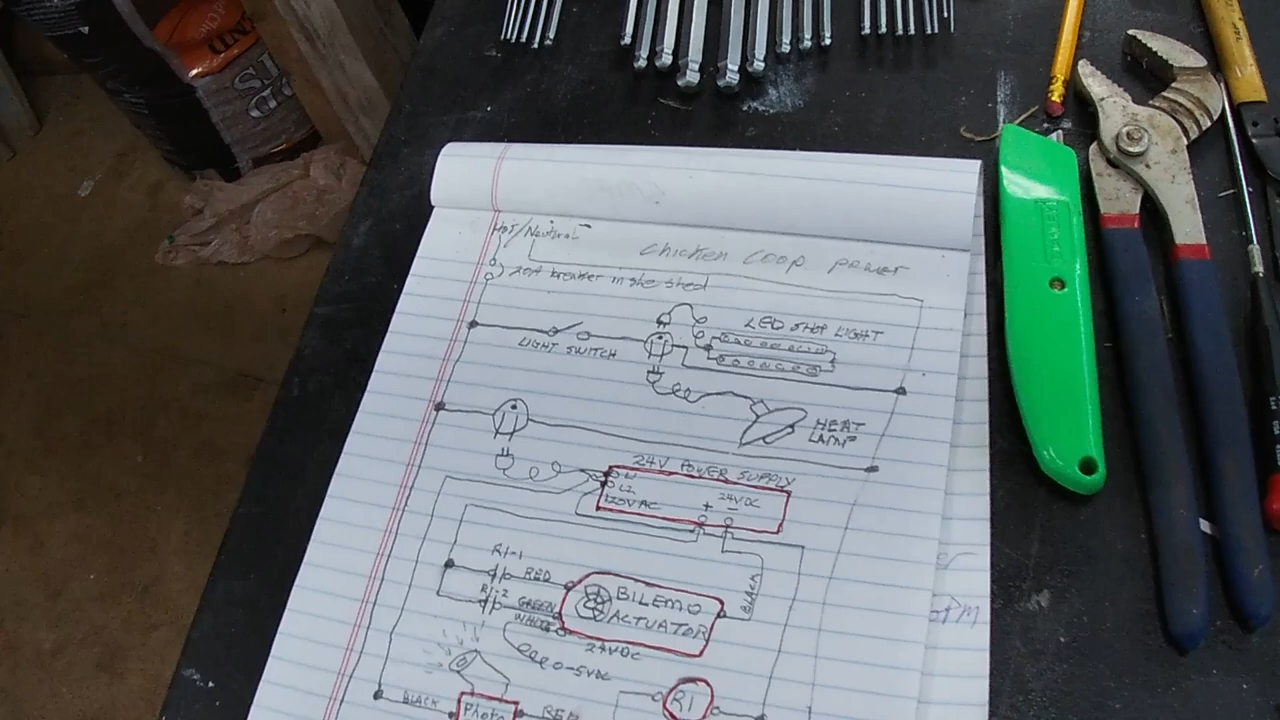 Hot/Neutral
Chicken Coop power
20A breaker in the shed
LED SHOP LIGHT
LIGHT SWITCH
HEAT
LAMP
24V POWER SUPPLY
L1
L2
120VAC
24VDC
+ -
R1-1
RED
R1-2
GREEN
WHITE
BILEMO
ACTUATOR
BLACK
24VDC
0-5VDC
R1
BLACK
Photo
RED